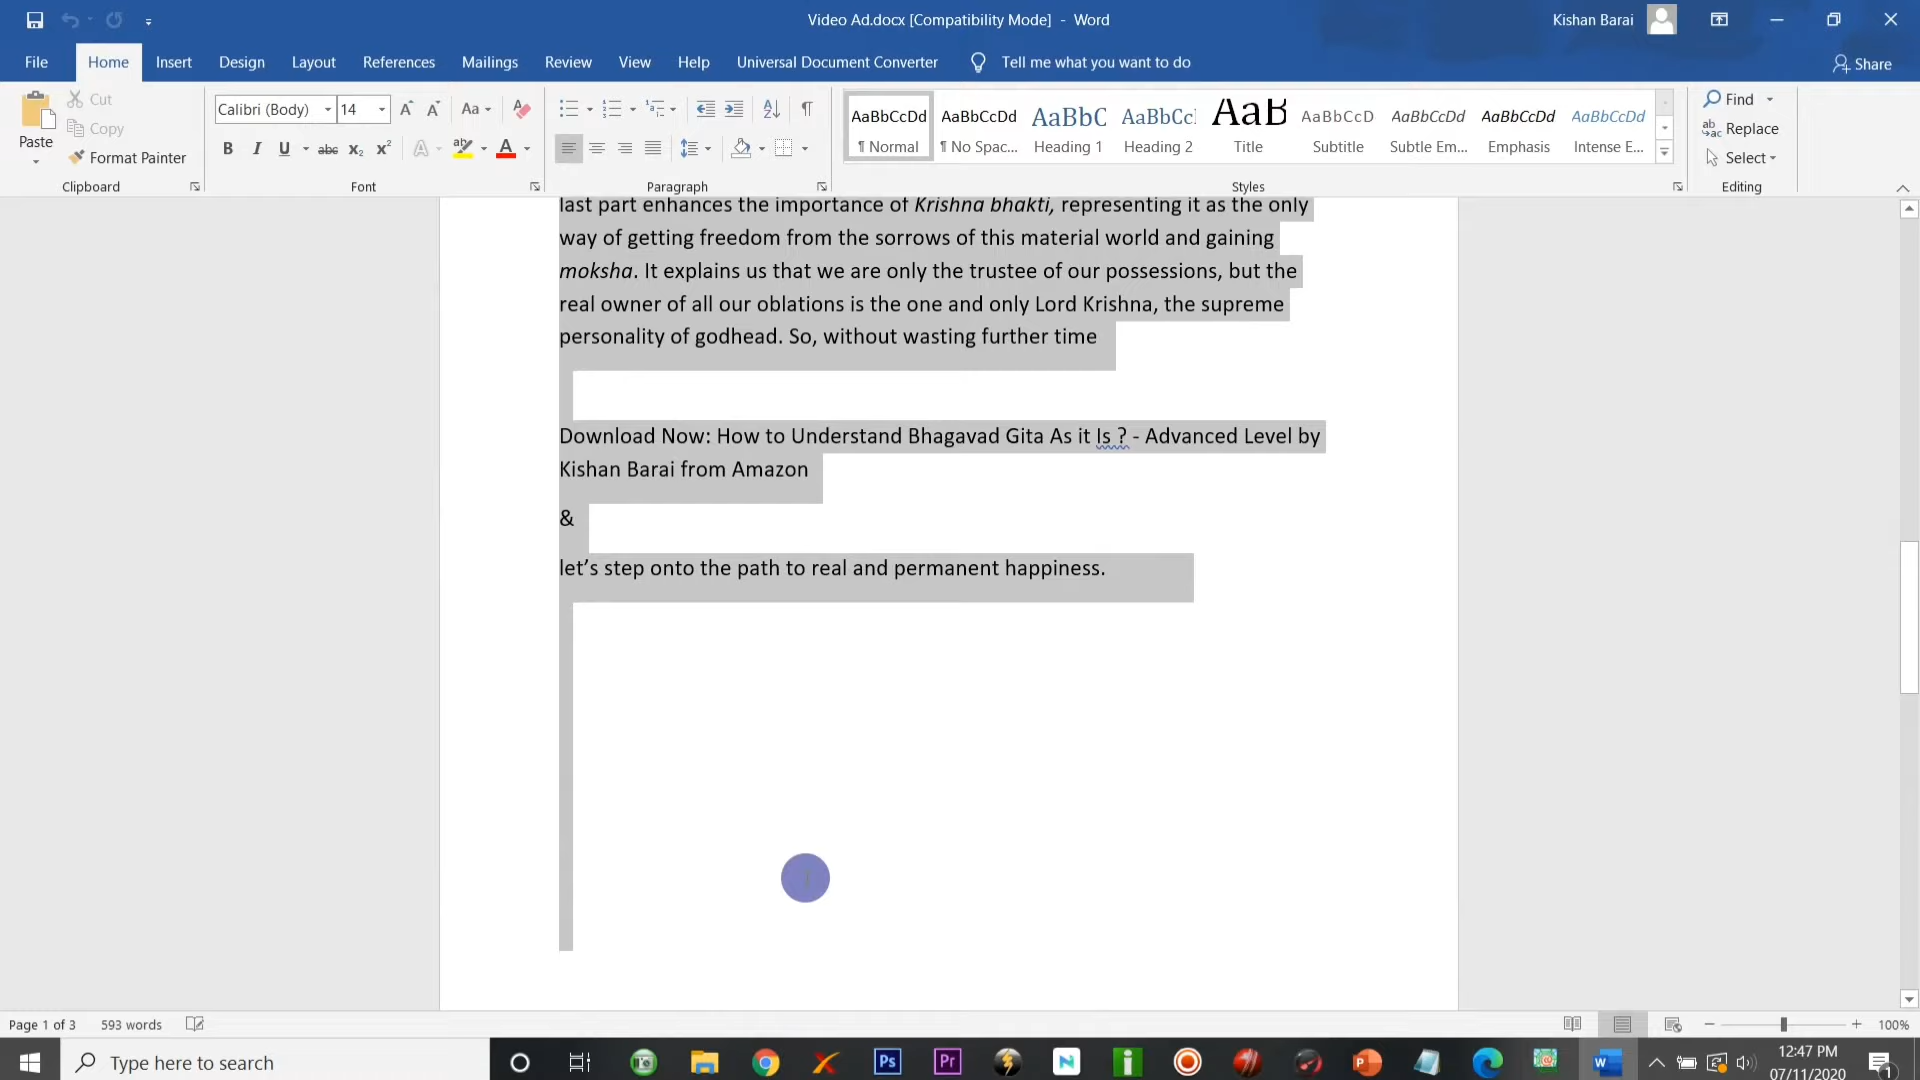 Video Ad.docx [Compatibility Mode] - Word
Kishan Barai
File Home Insert Design Layout References Mailings Review View Help Universal Document Converter Tell me what you want to do Share
Paste
Cut
Copy
Format Painter
Clipboard
Calibri (Body) 14 Aa
B I U abc x₂ x² A A
Font
Paragraph
AaBbCcDd AaBbCcDd AaBbC AaBbCc AaB AaBbCcD AaBbCcDd AaBbCcDd AaBbCcDd
¶ Normal ¶ No Spac... Heading 1 Heading 2 Title Subtitle Subtle Em... Emphasis Intense E...
Styles
Find
Replace
Select
Editing
last part enhances the importance of Krishna bhakti, representing it as the only
way of getting freedom from the sorrows of this material world and gaining
moksha. It explains us that we are only the trustee of our possessions, but the
real owner of all our oblations is the one and only Lord Krishna, the supreme
personality of godhead. So, without wasting further time
Download Now: How to Understand Bhagavad Gita As it Is ? - Advanced Level by
Kishan Barai from Amazon
&
let’s step onto the path to real and permanent happiness.
Page 1 of 3 593 words
100%
Type here to search
Ps Pr N
12:47 PM
07/11/2020
1